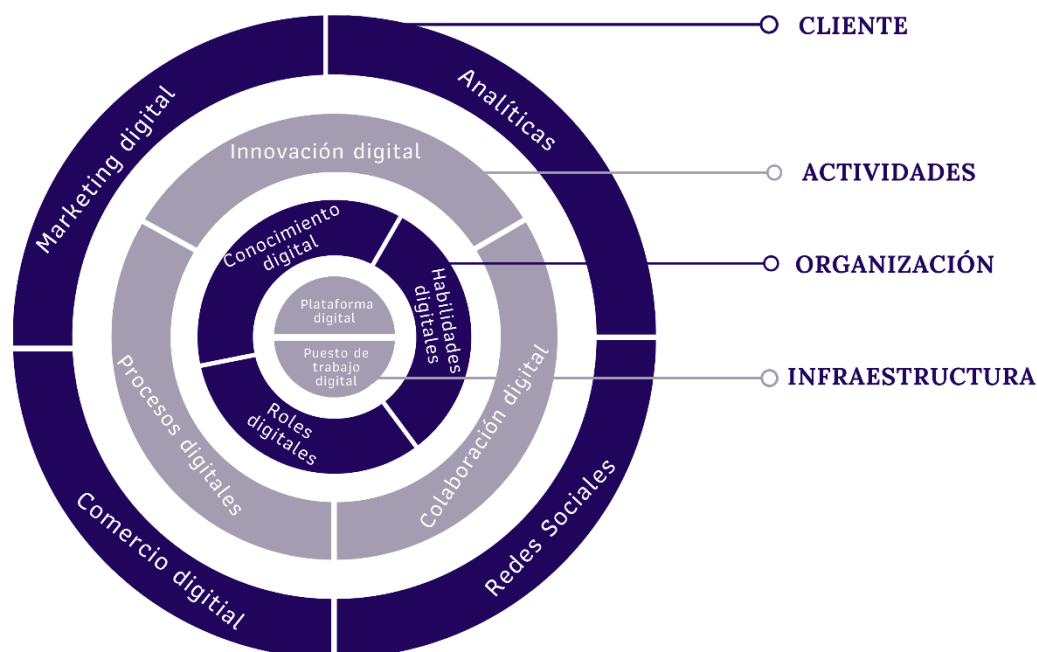 CLIENTE
Marketing digital
Analíticas
Innovación digital
ACTIVIDADES
Conocimiento
digital
Habilidades
digitales
ORGANIZACIÓN
Plataforma
digital
Puesto de
trabajo
digital
INFRAESTRUCTURA
Procesos digitales
Roles
digitales
Colaboración digital
Comercio digitial
Redes Sociales